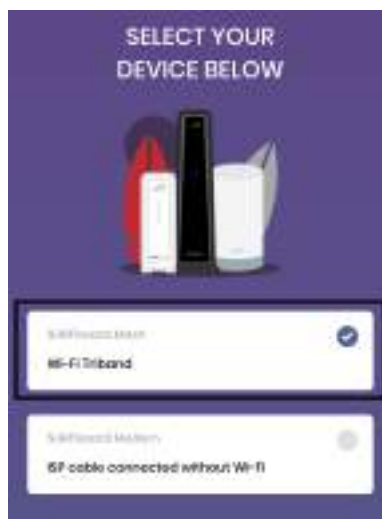 SELECT YOUR
DEVICE BELOW
Wi-Fi Triband
ISP cable connected without Wi-Fi